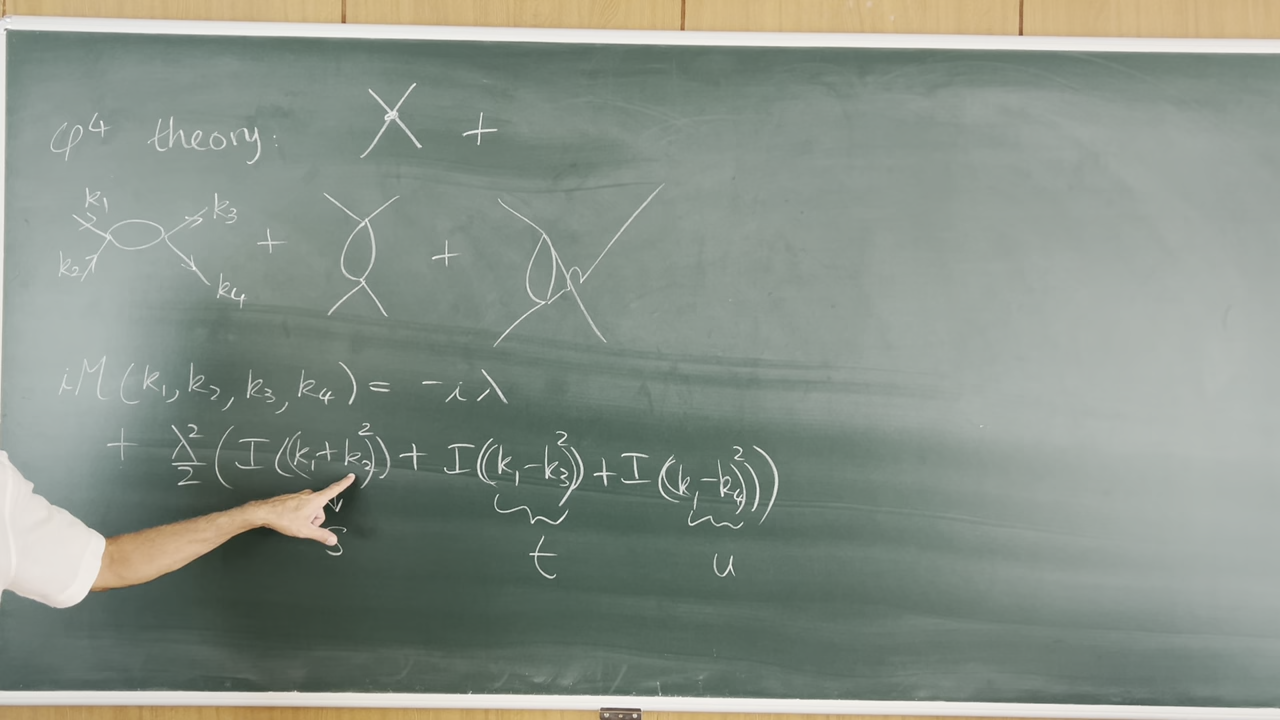 φ⁴ theory: +
k₁ k₃
+ +
k₂ k₄
iM(k₁, k₂, k₃, k₄) = -iλ
+ λ²/2 (I((k₁+k₂)²) + I((k₁-k₃)²) + I((k₁-k₄)²))
s t u